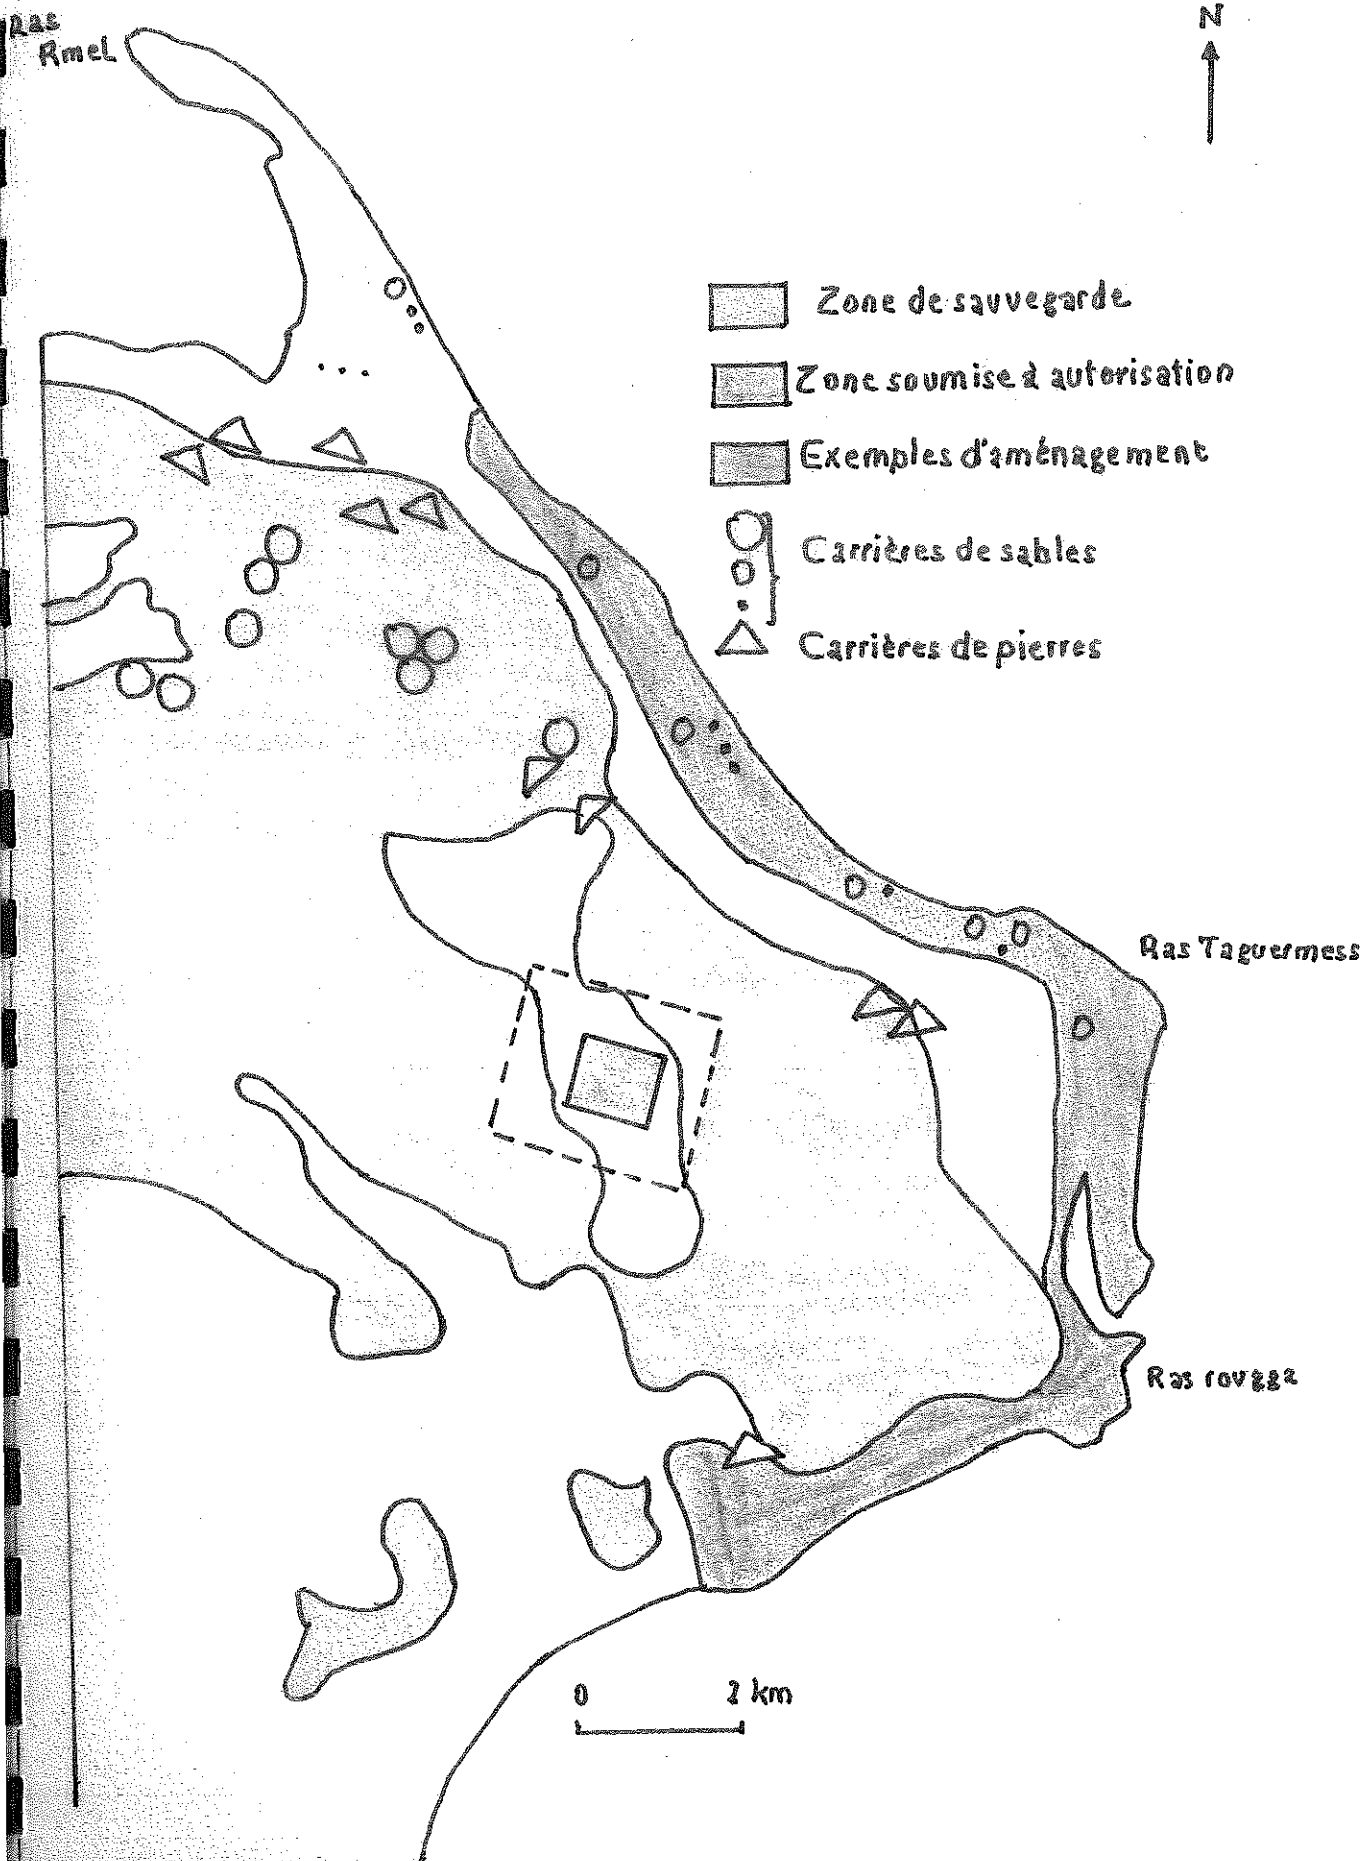 Ras
Rmel
N
Zone de sauvegarde
Zone soumise à autorisation
Exemples d'aménagement
Carrières de sables
Carrières de pierres
Ras Taguermess
Ras rougga
0 2 km